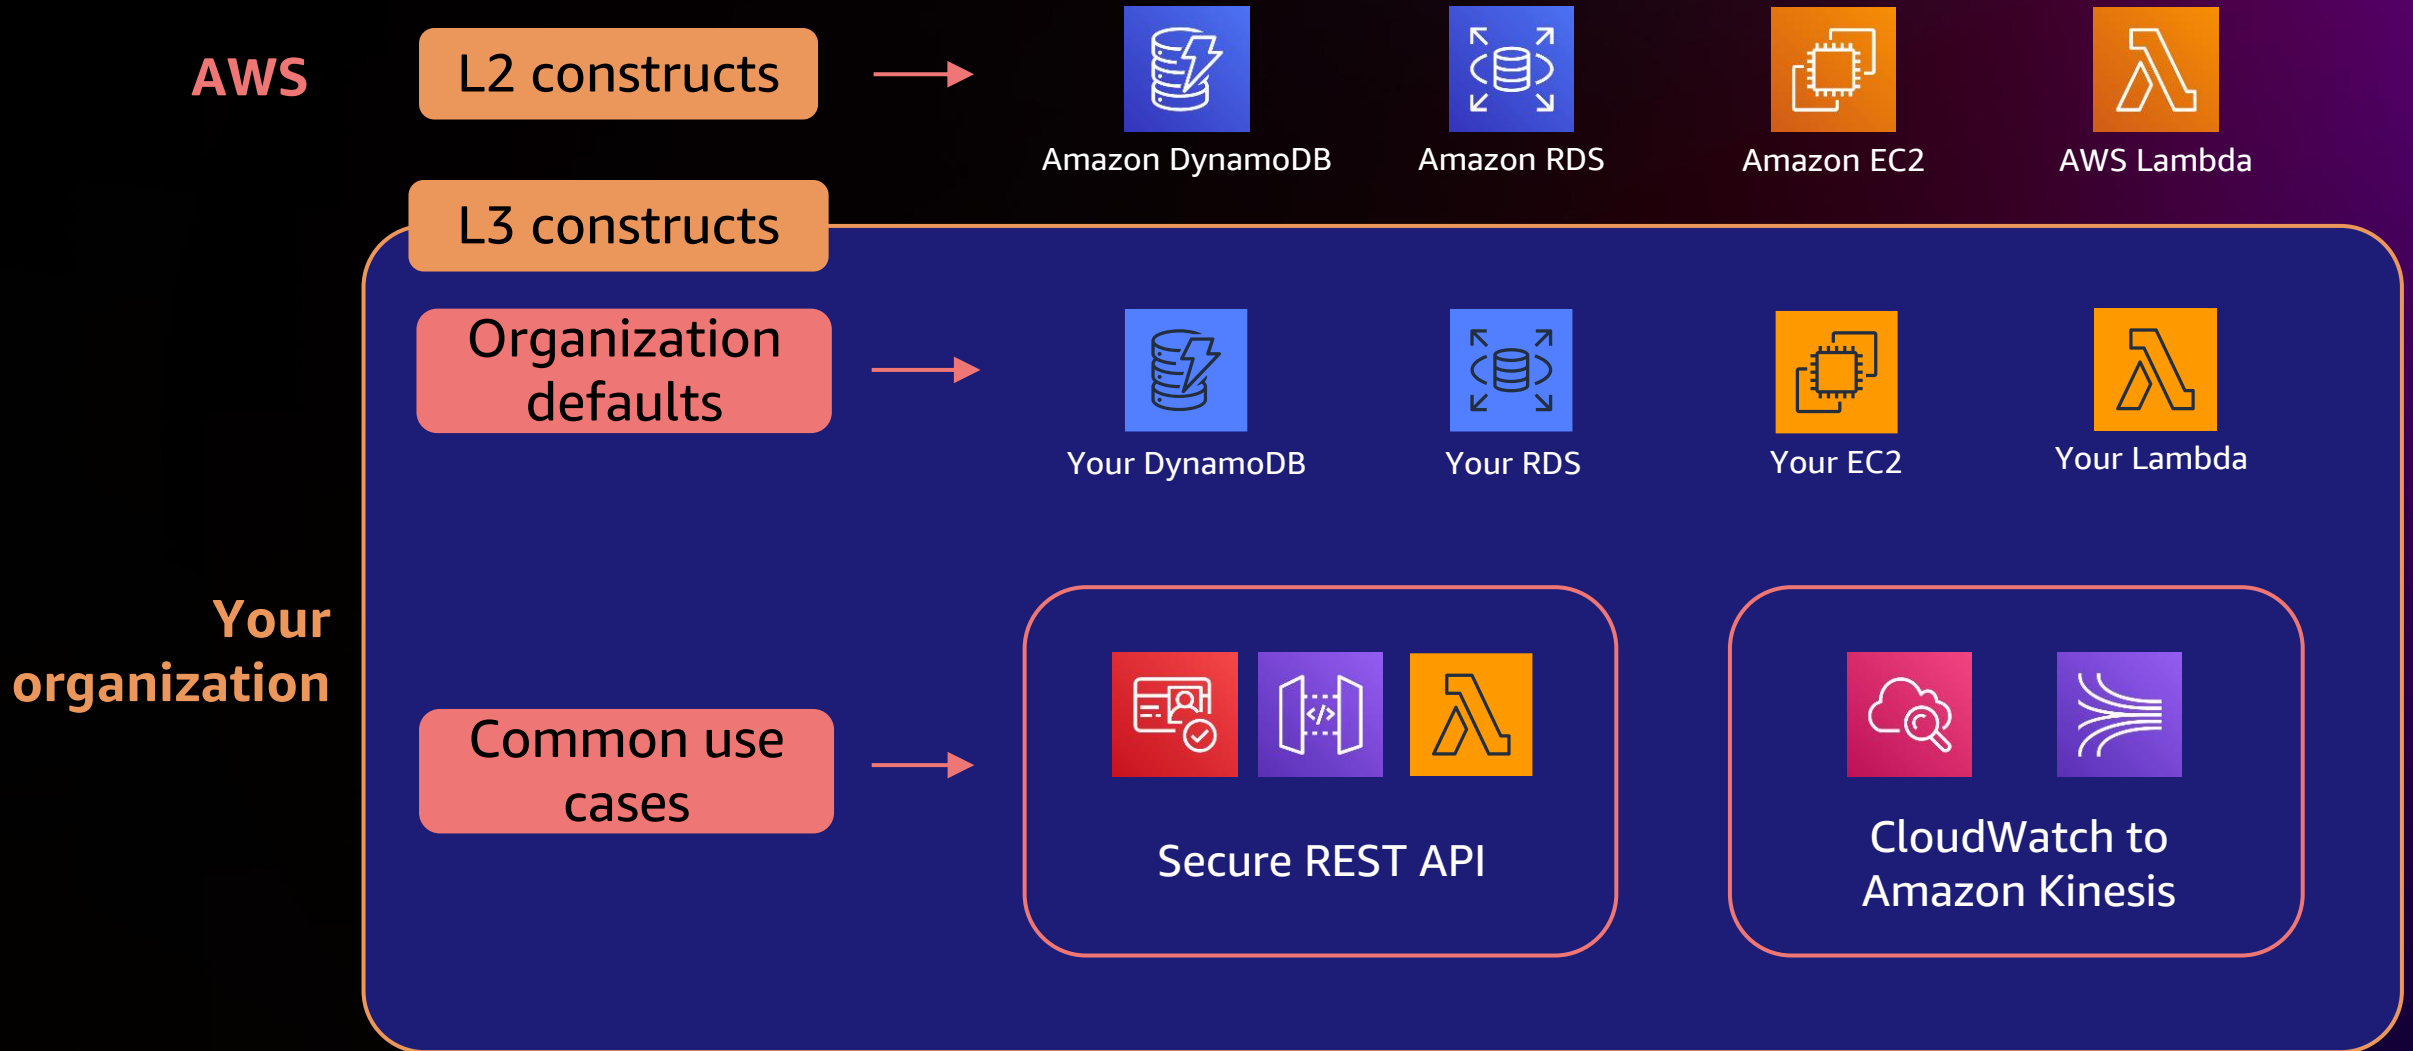 AWS
L2 constructs
Amazon DynamoDB
Amazon RDS
Amazon EC2
AWS Lambda
L3 constructs
Organization
defaults
Your DynamoDB
Your RDS
Your EC2
Your Lambda
Your
organization
Common use
cases
Secure REST API
CloudWatch to
Amazon Kinesis